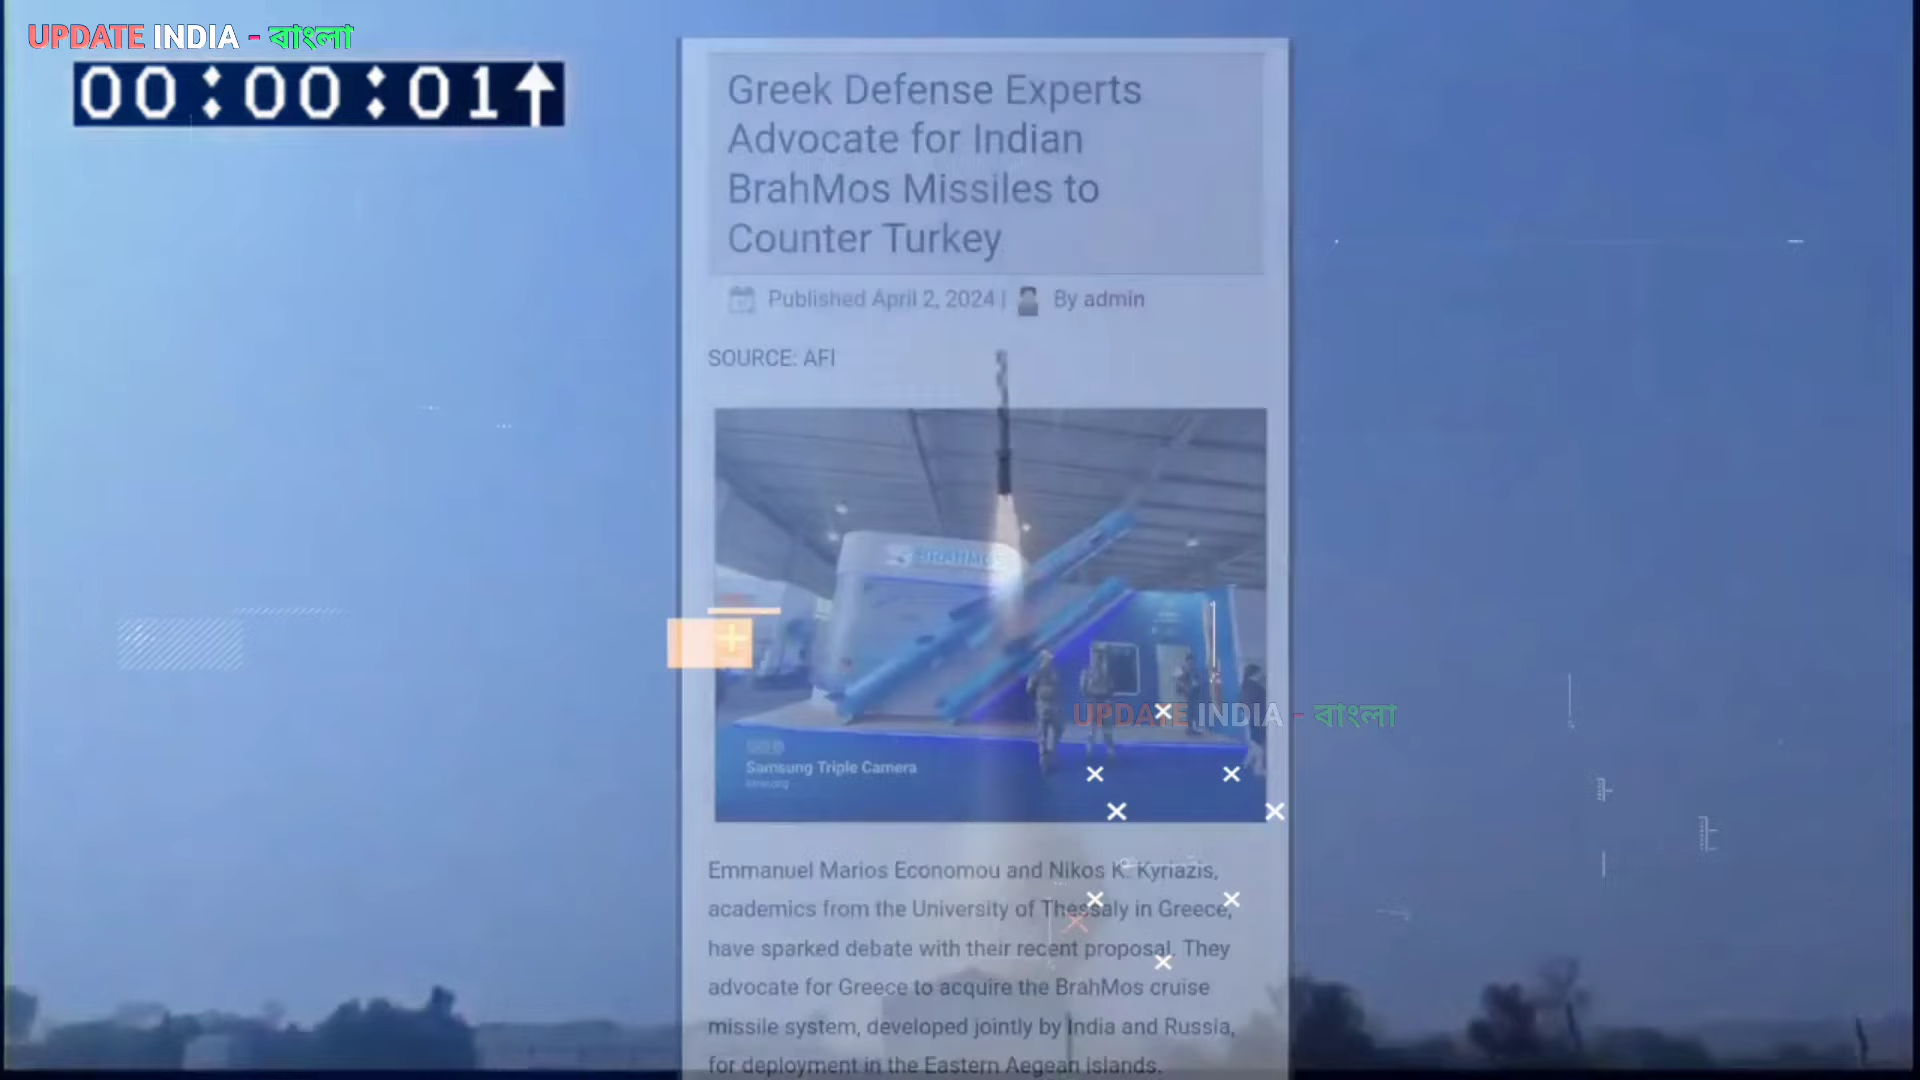 UPDATE INDIA - বাংলা
00:00:01↑
Greek Defense Experts
Advocate for Indian
BrahMos Missiles to
Counter Turkey
Published April 2, 2024 | By admin
SOURCE: AFI
BRAHMOS
Samsung Triple Camera
UPDATE INDIA - বাংলা
Emmanuel Marios Economou and Nikos K. Kyriazis,
academics from the University of Thessaly in Greece,
have sparked debate with their recent proposal. They
advocate for Greece to acquire the BrahMos cruise
missile system, developed jointly by India and Russia,
for deployment in the Eastern Aegean islands.